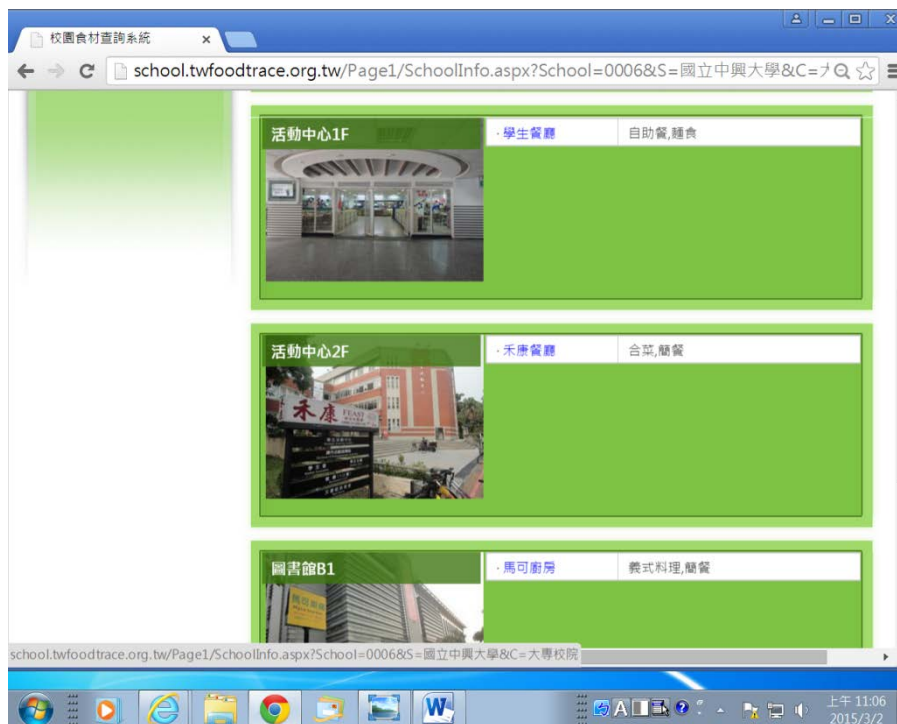 校園食材查詢系統
school.twfoodtrace.org.tw/Page1/SchoolInfo.aspx?School=0006&S=國立中興大學&C=大
活動中心1F
·學生餐廳
自助餐,麵食
活動中心2F
·禾康餐廳
合菜,簡餐
禾康 FEAST
圖書館B1
·馬可廚房
義式料理,簡餐
school.twfoodtrace.org.tw/Page1/SchoolInfo.aspx?School=0006&S=國立中興大學&C=大專校院
上午 11:06
2015/3/2